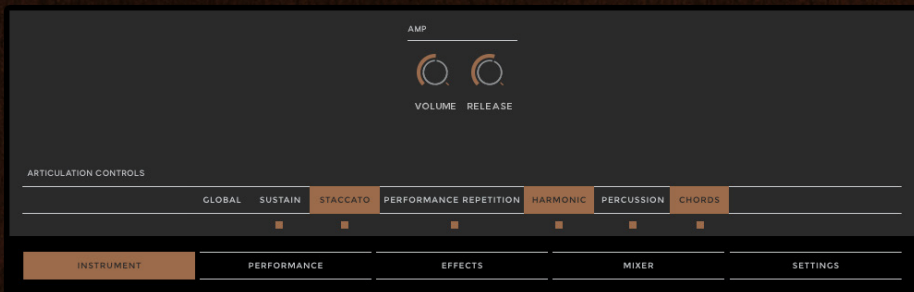 AMP
VOLUME RELEASE
ARTICULATION CONTROLS
GLOBAL SUSTAIN STACCATO PERFORMANCE REPETITION HARMONIC PERCUSSION CHORDS
INSTRUMENT PERFORMANCE EFFECTS MIXER SETTINGS